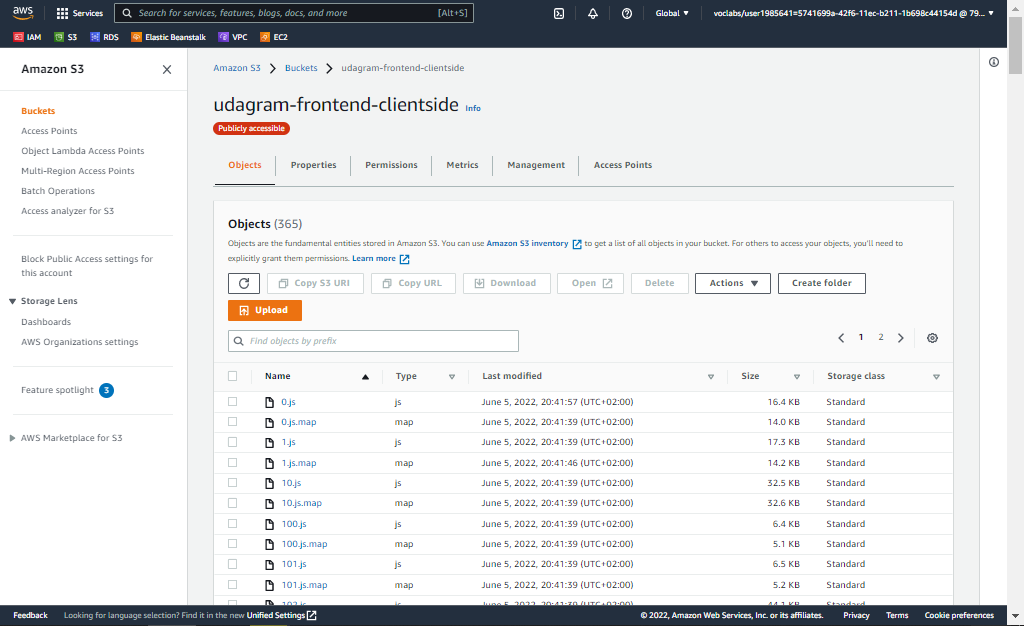 aws
Services
Search for services, features, blogs, docs, and more
[Alt+S]
Global ▼
voclabs/user1985641=5741699a-42f6-11ec-b211-1b698c44154d @ 79... ▼
IAM
S3
RDS
Elastic Beanstalk
VPC
EC2
Amazon S3
Buckets
Access Points
Object Lambda Access Points
Multi-Region Access Points
Batch Operations
Access analyzer for S3
Block Public Access settings for
this account
Storage Lens
Dashboards
AWS Organizations settings
Feature spotlight 3
AWS Marketplace for S3
Amazon S3 > Buckets > udagram-frontend-clientside
udagram-frontend-clientside Info
Publicly accessible
Objects
Properties
Permissions
Metrics
Management
Access Points
Objects (365)
Objects are the fundamental entities stored in Amazon S3. You can use Amazon S3 inventory to get a list of all objects in your bucket. For others to access your objects, you'll need to
explicitly grant them permissions. Learn more
Copy S3 URI
Copy URL
Download
Open
Delete
Actions ▼
Create folder
Upload
Find objects by prefix
1 2
Name Type Last modified Size Storage class
0.js js June 5, 2022, 20:41:57 (UTC+02:00) 16.4 KB Standard
0.js.map map June 5, 2022, 20:41:39 (UTC+02:00) 14.0 KB Standard
1.js js June 5, 2022, 20:41:39 (UTC+02:00) 17.3 KB Standard
1.js.map map June 5, 2022, 20:41:46 (UTC+02:00) 14.2 KB Standard
10.js js June 5, 2022, 20:41:39 (UTC+02:00) 32.5 KB Standard
10.js.map map June 5, 2022, 20:41:39 (UTC+02:00) 32.6 KB Standard
100.js js June 5, 2022, 20:41:39 (UTC+02:00) 6.4 KB Standard
100.js.map map June 5, 2022, 20:41:39 (UTC+02:00) 5.1 KB Standard
101.js js June 5, 2022, 20:41:39 (UTC+02:00) 6.5 KB Standard
101.js.map map June 5, 2022, 20:41:39 (UTC+02:00) 5.2 KB Standard
Feedback
Looking for language selection? Find it in the new Unified Settings
© 2022, Amazon Web Services, Inc. or its affiliates.
Privacy
Terms
Cookie preferences